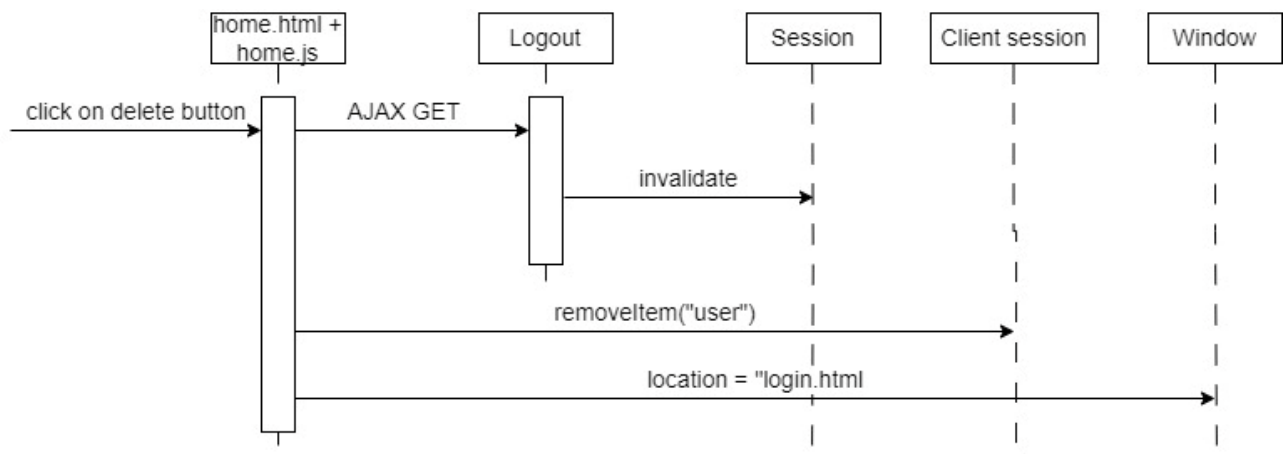 home.html +
home.js
Logout
Session
Client session
Window
click on delete button
AJAX GET
invalidate
removeItem("user")
location = "login.html